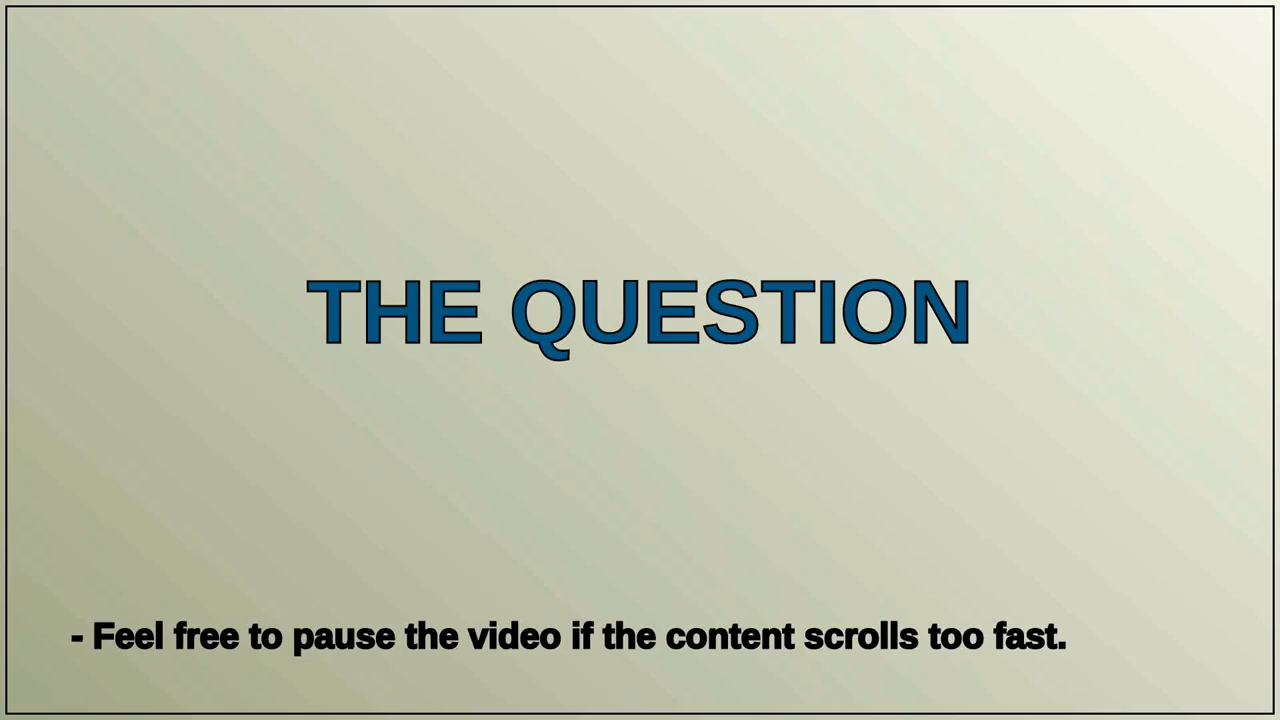 THE QUESTION
- Feel free to pause the video if the content scrolls too fast.